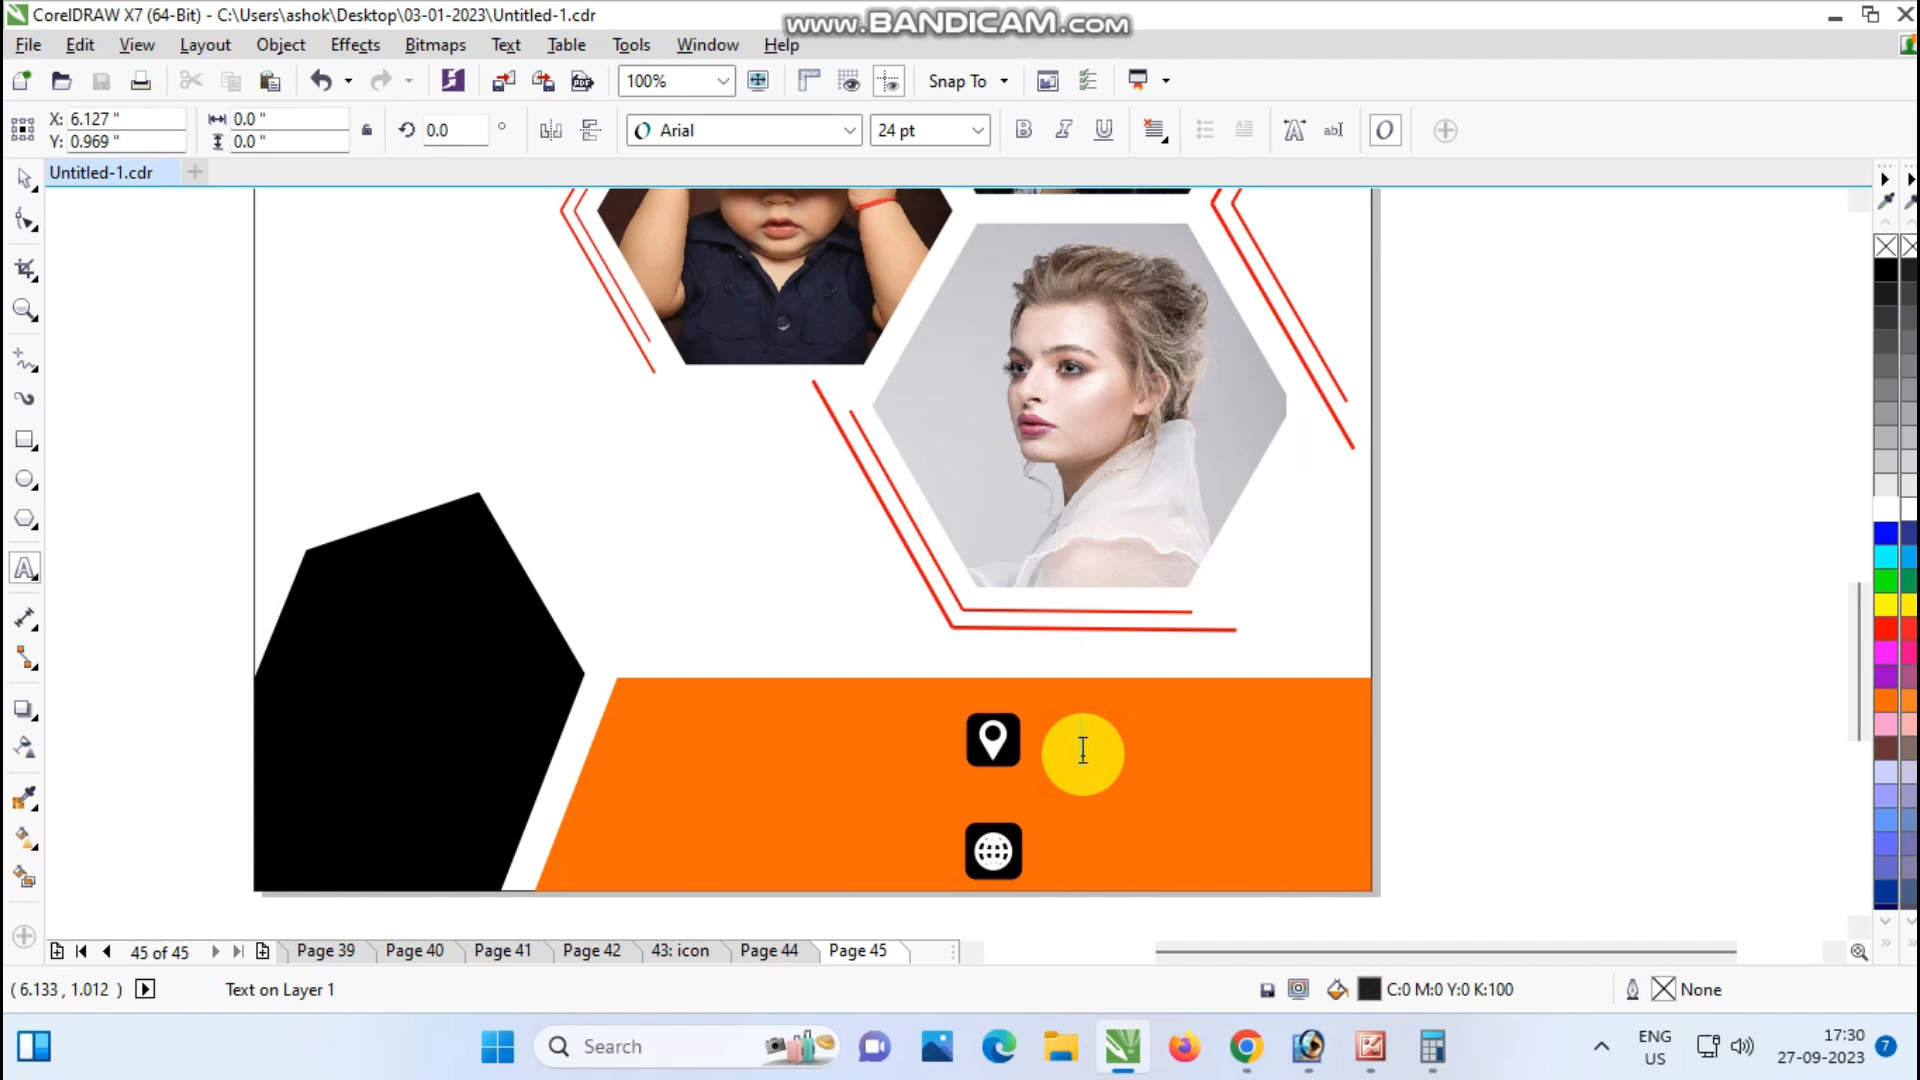 CorelDRAW X7 (64-Bit) - C:\Users\ashok\Desktop\03-01-2023\Untitled-1.cdr
www.BANDICAM.com
File Edit View Layout Object Effects Bitmaps Text Table Tools Window Help
100% Snap To
X: 6.127 " 0.0 " 0.0 ° Arial 24 pt
Y: 0.969 " 0.0 "
Untitled-1.cdr
45 of 45 Page 39 Page 40 Page 41 Page 42 43: icon Page 44 Page 45
( 6.133 , 1.012 ) Text on Layer 1 C:0 M:0 Y:0 K:100 None
Search
ENG
US
17:30
27-09-2023
7